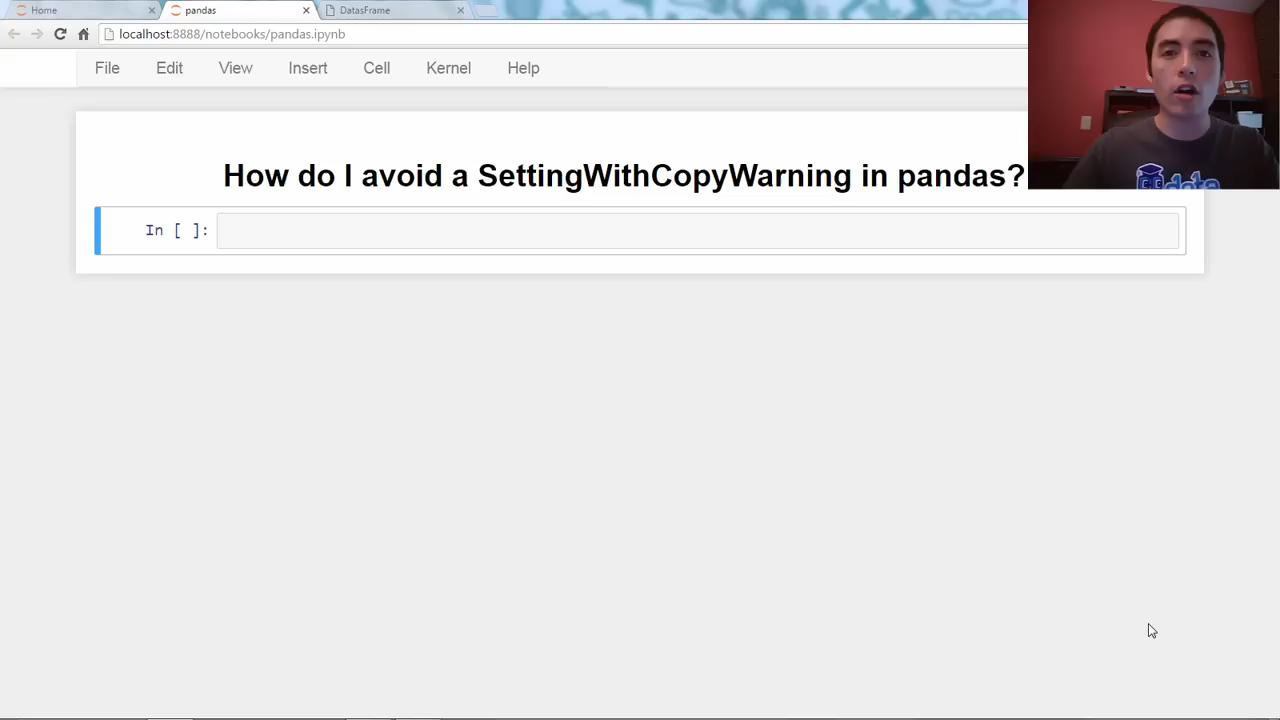 Home
pandas
DatasFrame
localhost:8888/notebooks/pandas.ipynb
File Edit View Insert Cell Kernel Help
How do I avoid a SettingWithCopyWarning in pandas?
In [ ]:
data